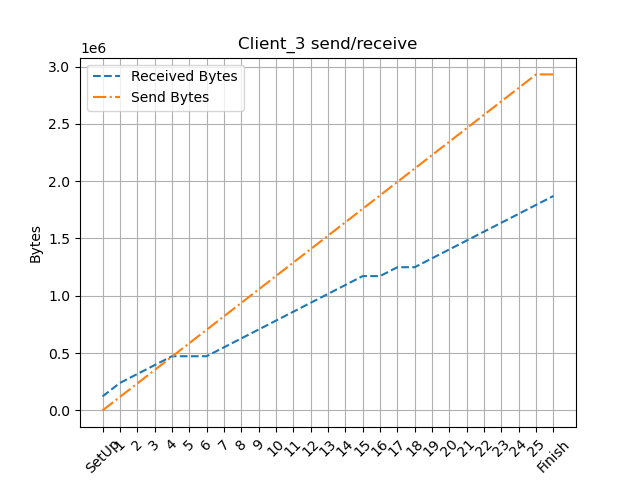 Client_3 send/receive
1e6
Received Bytes
Send Bytes
3.0
2.5
2.0
1.5
1.0
0.5
0.0
Bytes
SetUp 1 2 3 4 5 6 7 8 9 10 11 12 13 14 15 16 17 18 19 20 21 22 23 24 25 Finish